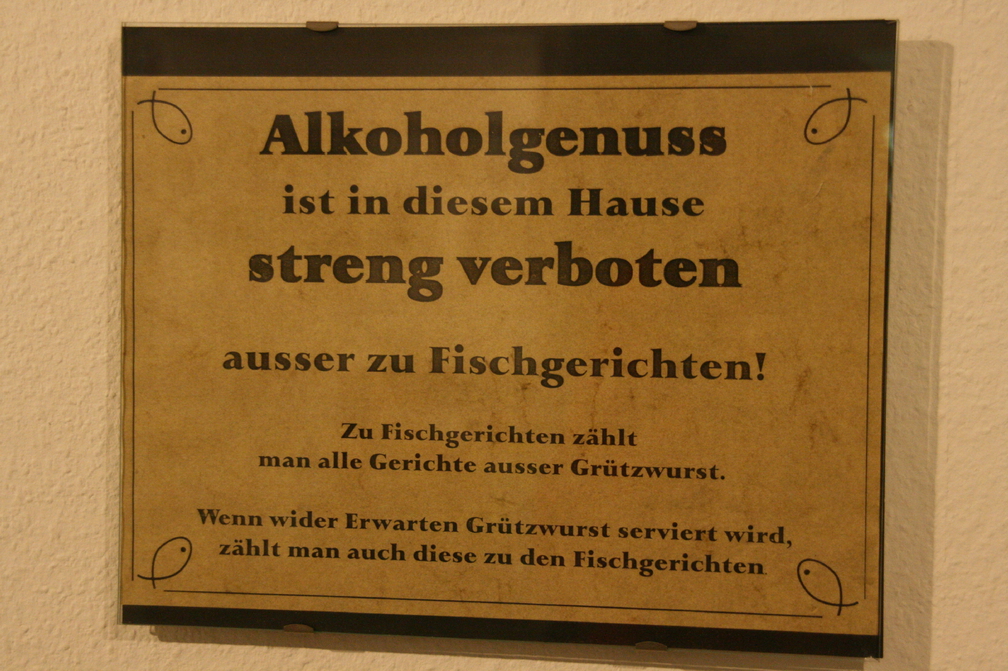 Alkoholgenuss
ist in diesem Hause
streng verboten
ausser zu Fischgerichten!
Zu Fischgerichten zählt
man alle Gerichte ausser Grützwurst.
Wenn wider Erwarten Grützwurst serviert wird,
zählt man auch diese zu den Fischgerichten